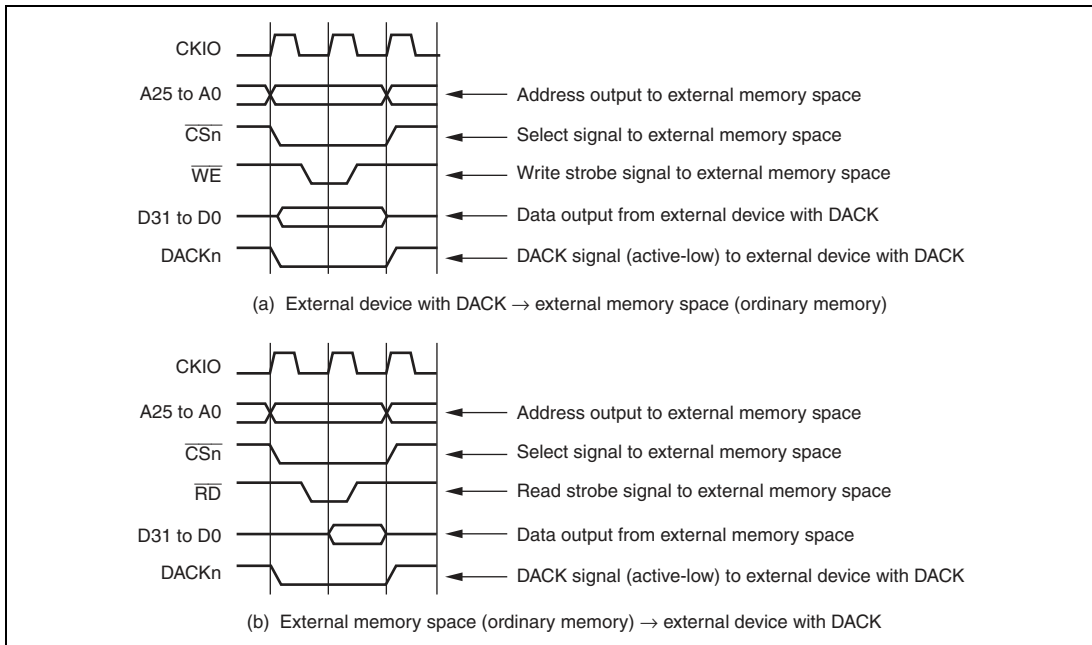 CKIO
A25 to A0 Address output to external memory space
CSn Select signal to external memory space
WE Write strobe signal to external memory space
D31 to D0 Data output from external device with DACK
DACKn DACK signal (active-low) to external device with DACK
(a) External device with DACK → external memory space (ordinary memory)
CKIO
A25 to A0 Address output to external memory space
CSn Select signal to external memory space
RD Read strobe signal to external memory space
D31 to D0 Data output from external memory space
DACKn DACK signal (active-low) to external device with DACK
(b) External memory space (ordinary memory) → external device with DACK